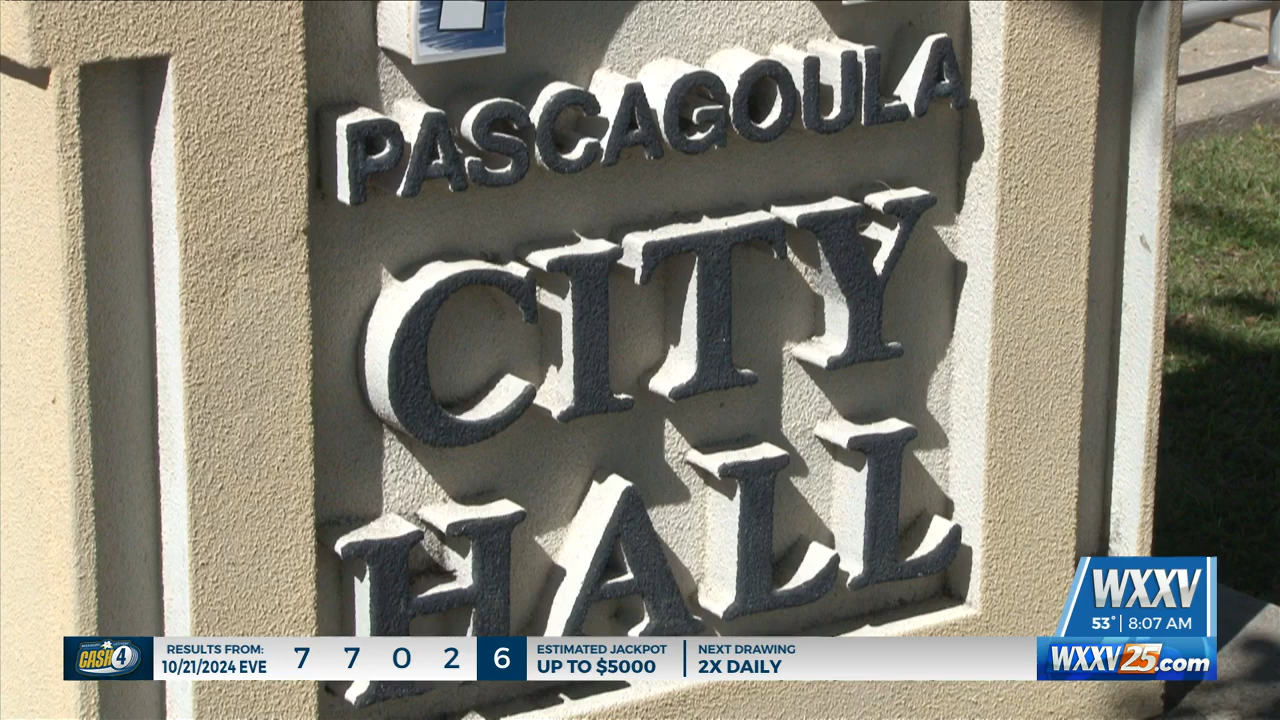 PASCAGOULA
CITY
HALL
CASH 4
RESULTS FROM:
10/21/2024 EVE
7 7 0 2 6
ESTIMATED JACKPOT
UP TO $5000
NEXT DRAWING
2X DAILY
WXXV
53° | 8:07 AM
WXXV25.com